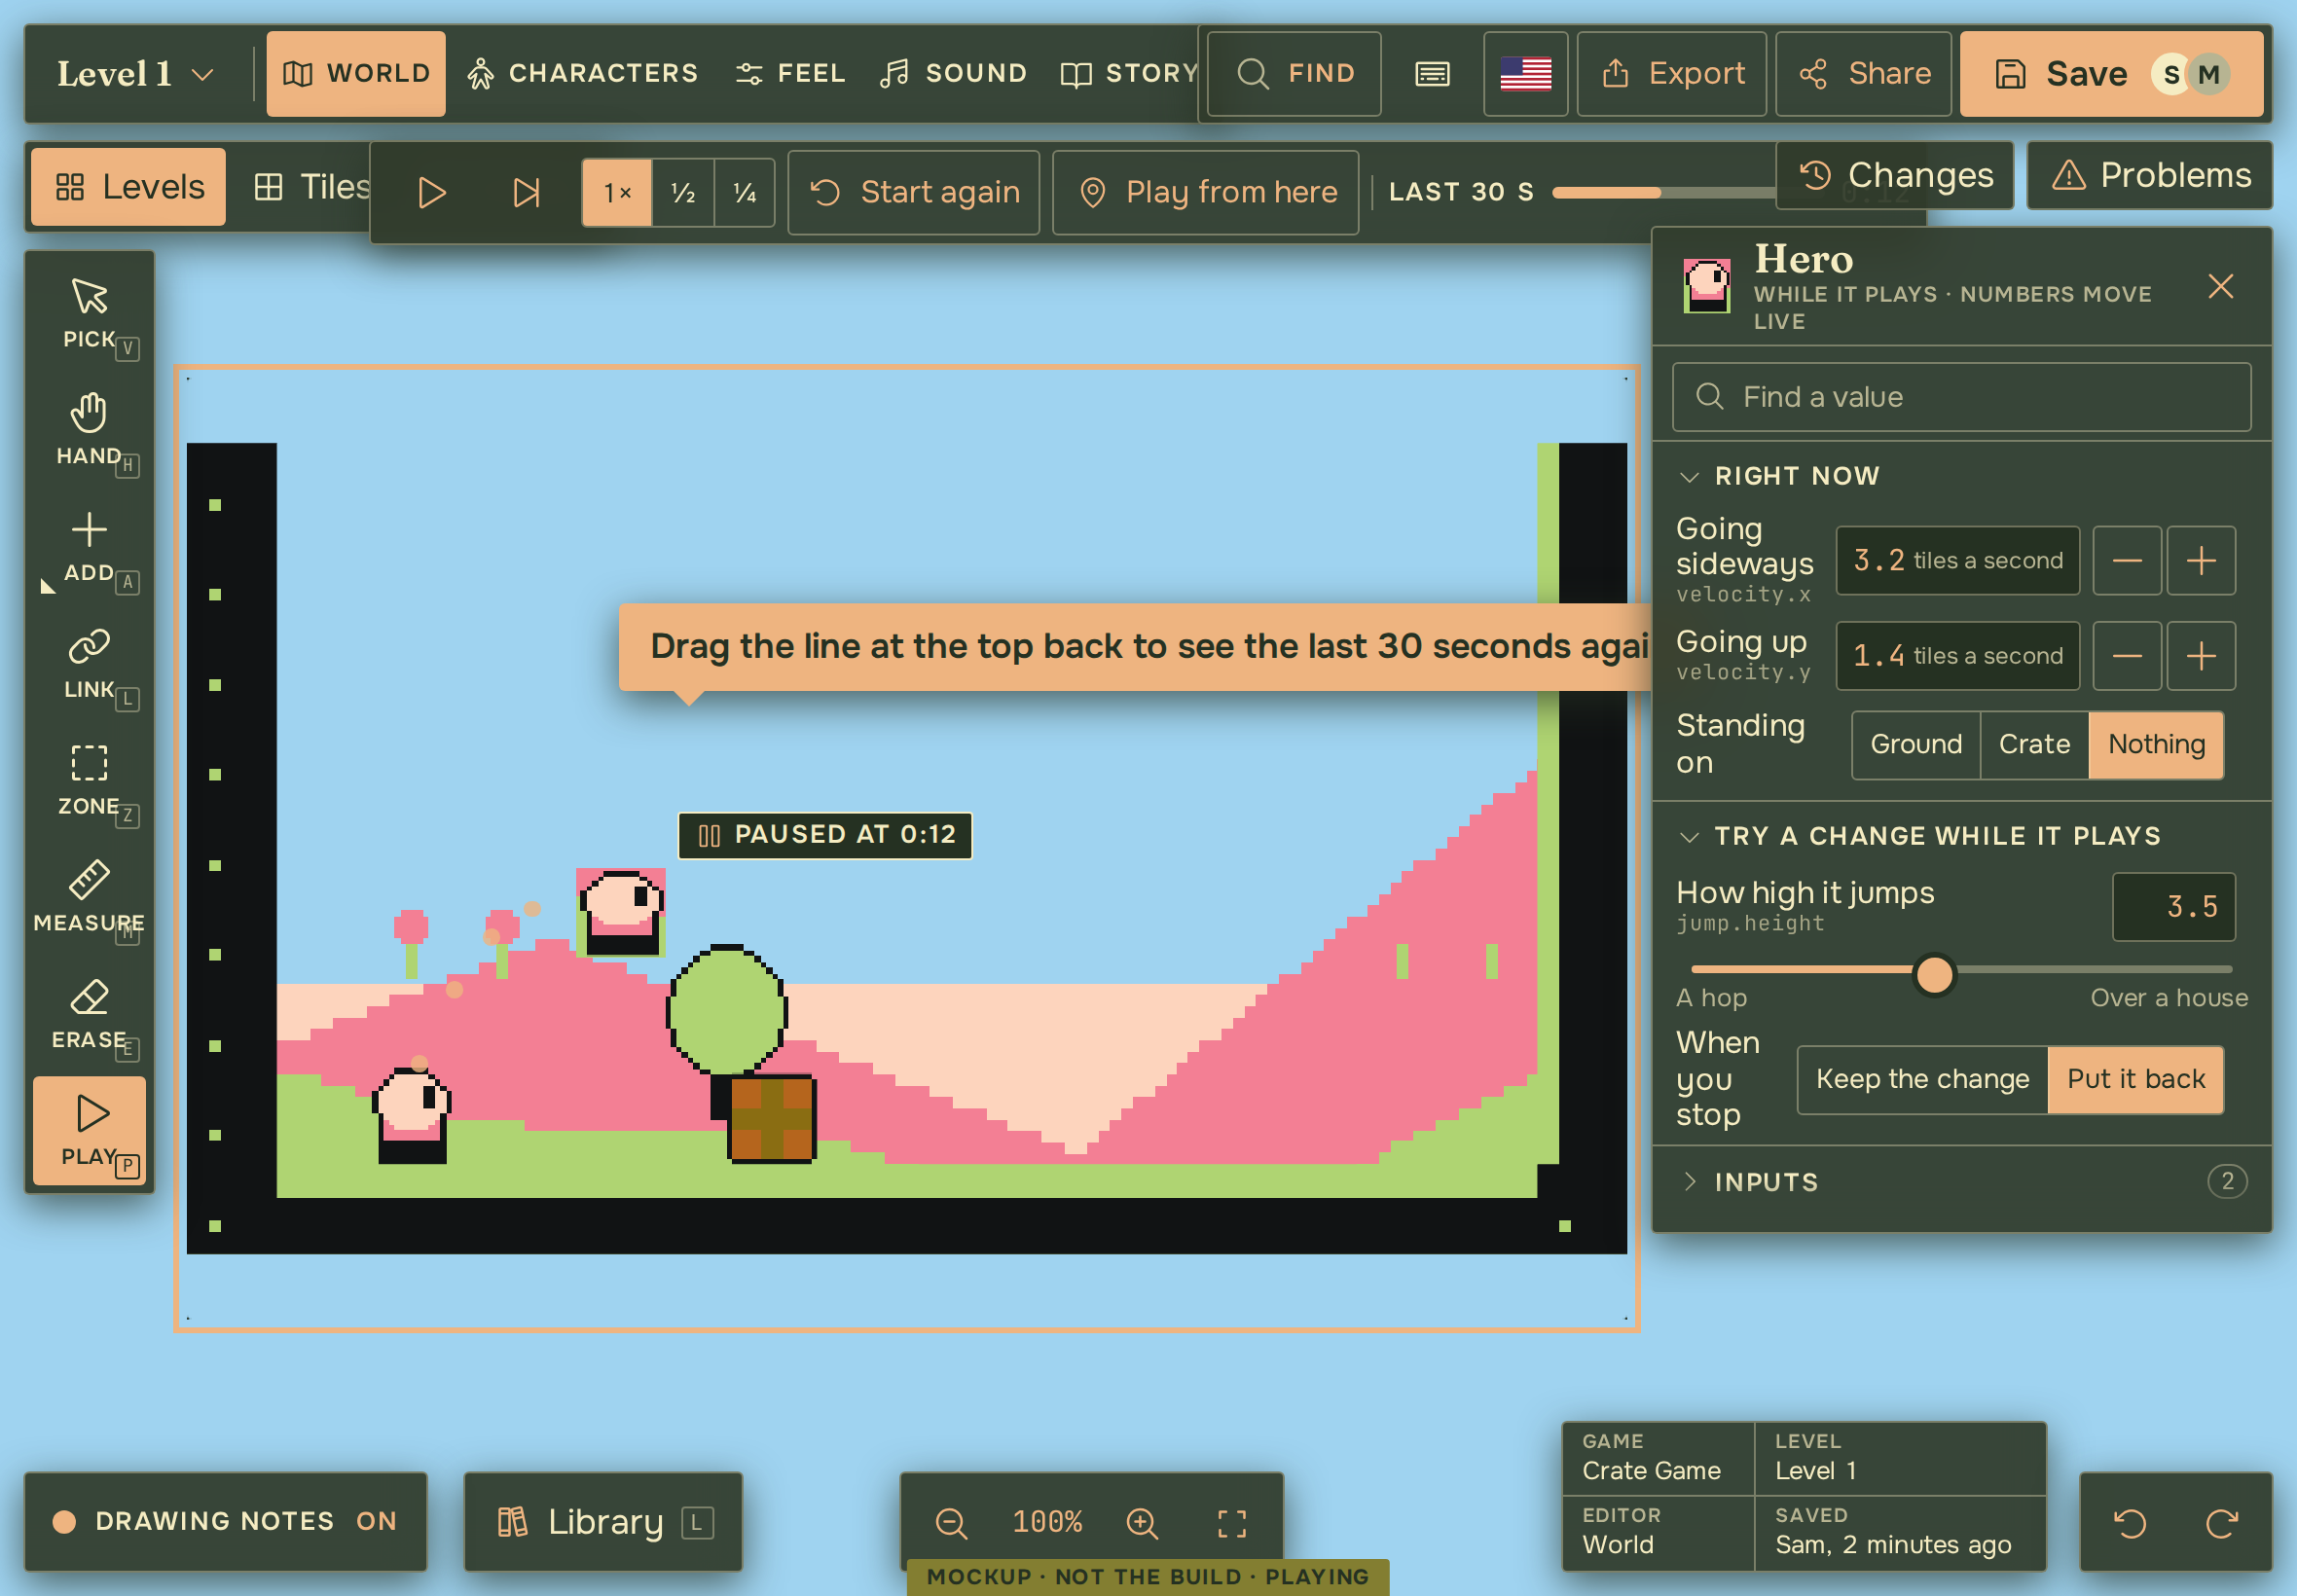 Level 1
WORLD
CHARACTERS
FEEL
SOUND
STORY
FIND
Export
Share
Save
S
M
Levels
Tiles
1×
½
¼
Start again
Play from here
LAST 30 S
0:12
Changes
Problems
PICK
V
HAND
H
ADD
A
LINK
L
ZONE
Z
MEASURE
M
ERASE
E
PLAY
P
Drag the line at the top back to see the last 30 seconds agai
PAUSED AT 0:12
Hero
WHILE IT PLAYS · NUMBERS MOVE
LIVE
Find a value
RIGHT NOW
Going
sideways
velocity.x
3.2 tiles a second
Going up
velocity.y
1.4 tiles a second
Standing
on
Ground
Crate
Nothing
TRY A CHANGE WHILE IT PLAYS
How high it jumps
jump.height
3.5
A hop
Over a house
When
you
stop
Keep the change
Put it back
INPUTS
2
DRAWING NOTES ON
Library
L
100%
GAME
Crate Game
LEVEL
Level 1
EDITOR
World
SAVED
Sam, 2 minutes ago
MOCKUP · NOT THE BUILD · PLAYING